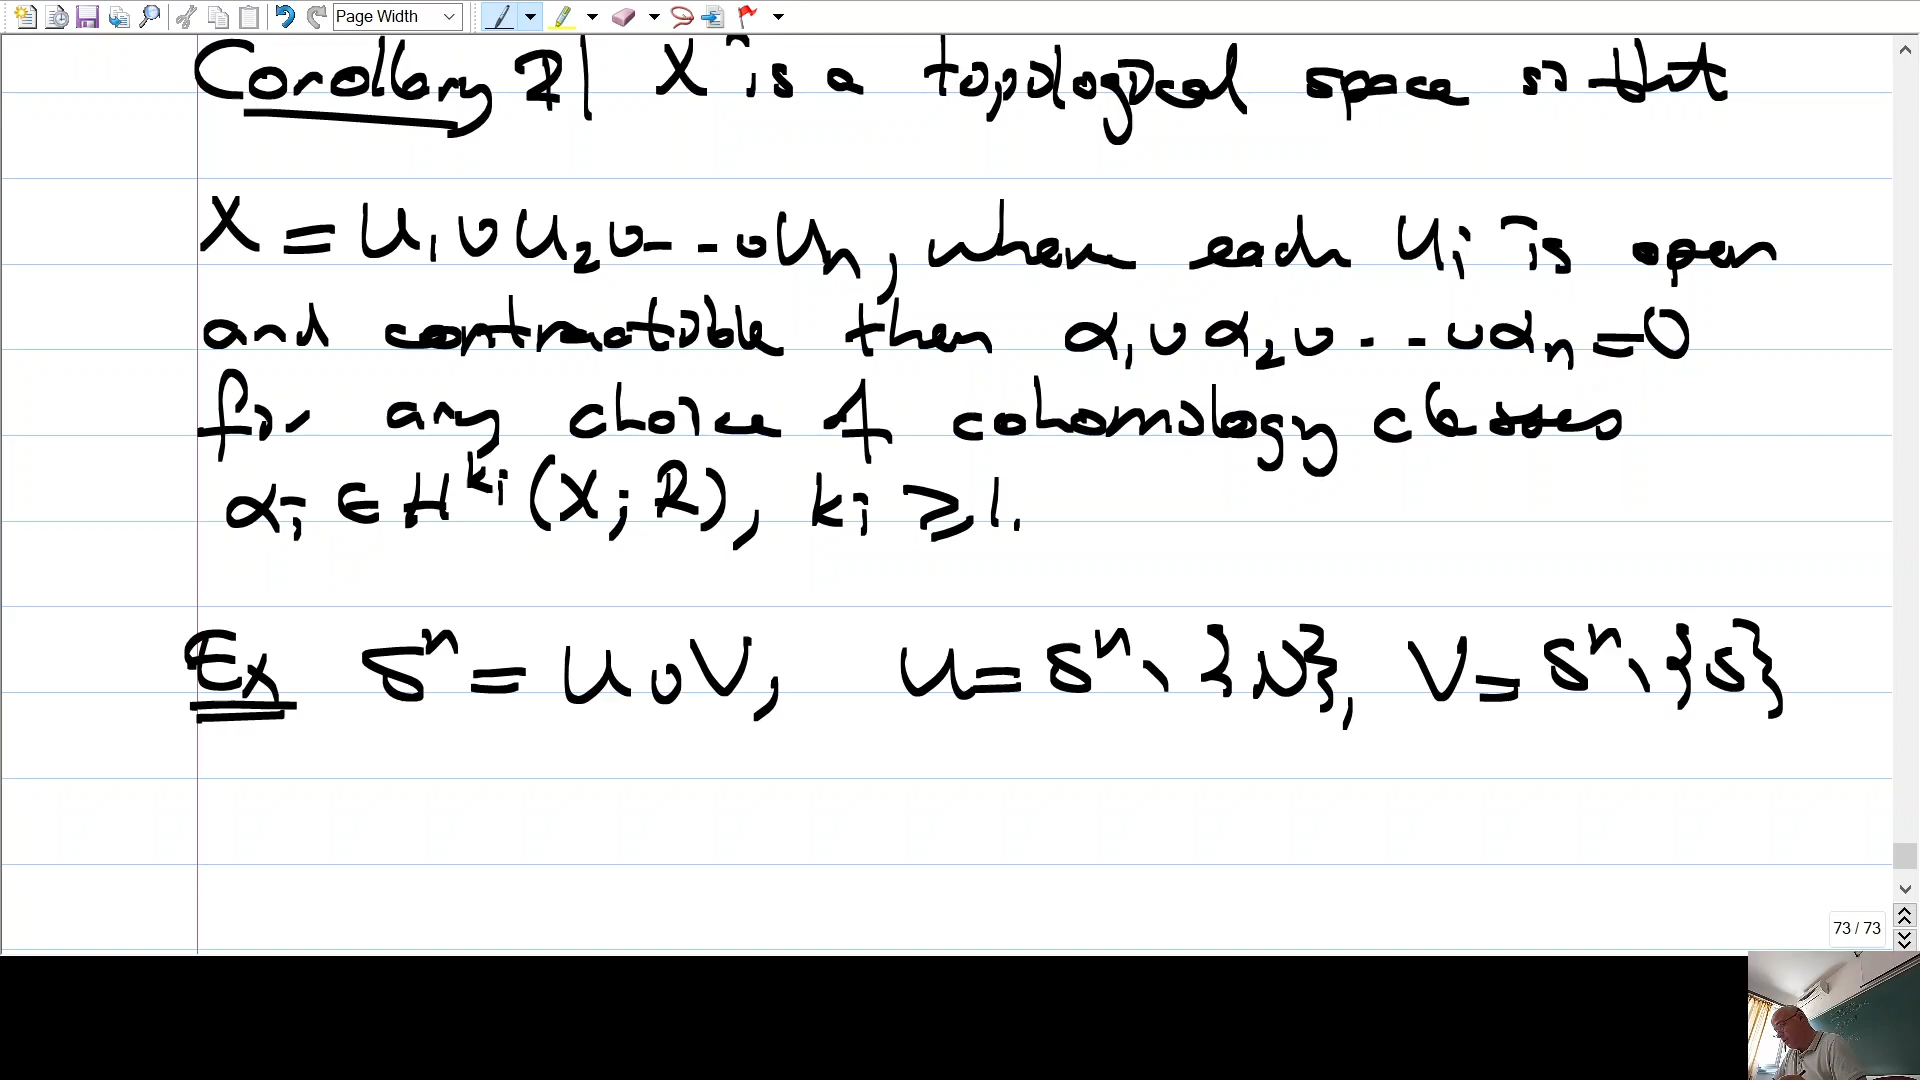 Page Width
Corollary 2| X is a topological space so that
X = U₁∪U₂∪--∪Uₙ, where each Uᵢ is open
and contractible then α₁∪α₂∪--∪αₙ=0
for any choice of cohomology classes
αᵢ ∈ H^{kᵢ}(X; R), kᵢ ≥ 1.
Ex Sⁿ = U∪V, U = Sⁿ \ {N}, V = Sⁿ \ {S}
73 / 73